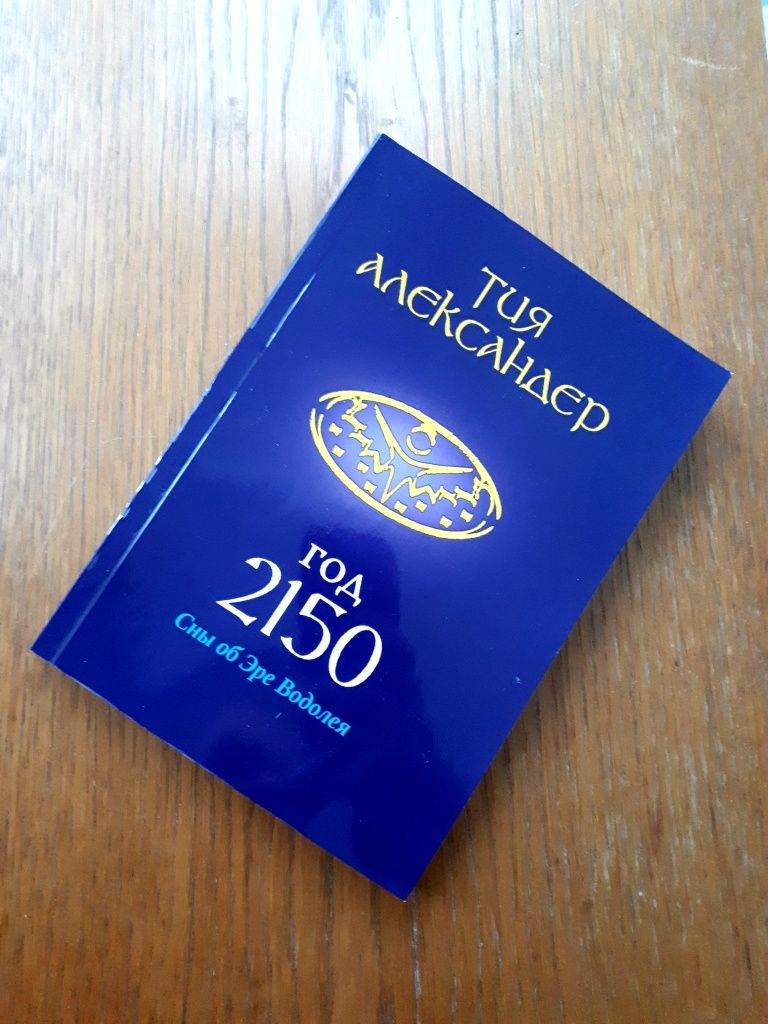 Тия
Александер
год
2150
Сны об Эре Водолея